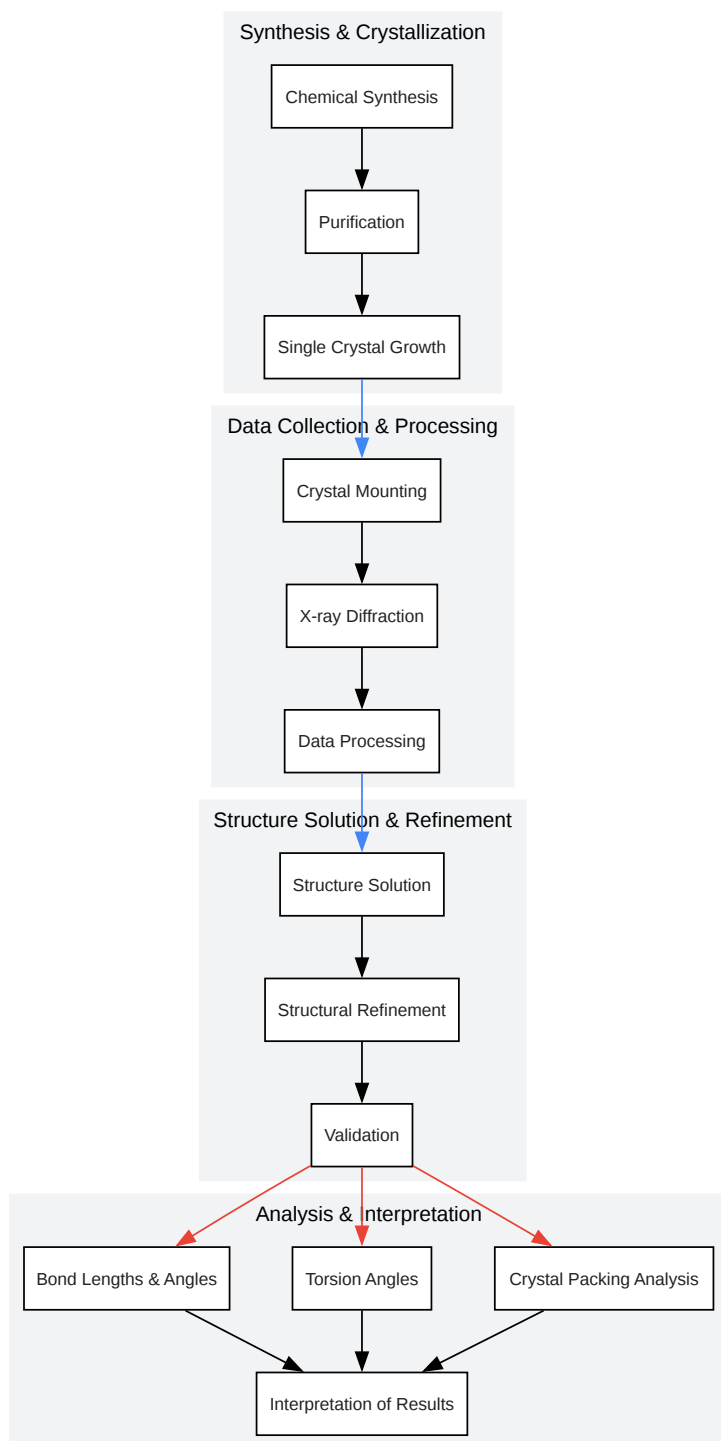 Synthesis & Crystallization
Chemical Synthesis
Purification
Single Crystal Growth
Data Collection & Processing
Crystal Mounting
X-ray Diffraction
Data Processing
Structure Solution & Refinement
Structure Solution
Structural Refinement
Validation
Analysis & Interpretation
Bond Lengths & Angles
Torsion Angles
Crystal Packing Analysis
Interpretation of Results